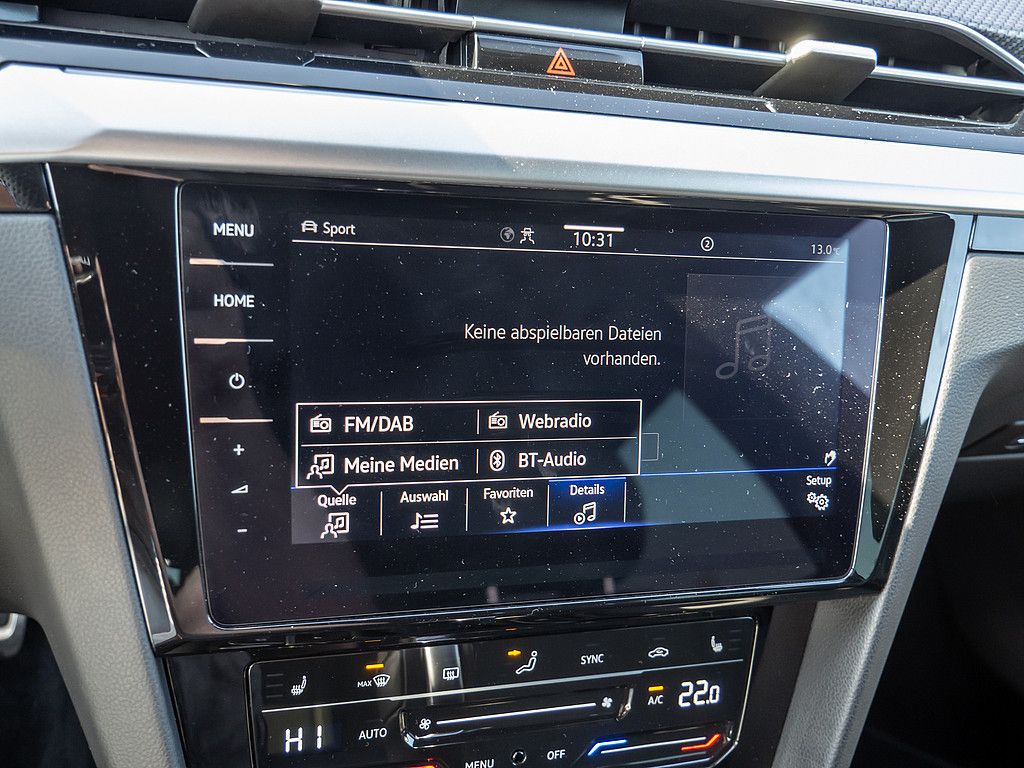 MENU
Sport
10:31
2
13.0°C
HOME
Keine abspielbaren Dateien
vorhanden.
+
-
FM/DAB
Webradio
Meine Medien
BT-Audio
Quelle
Auswahl
Favoriten
Details
Setup
MAX
SYNC
A/C
22.0
HI
AUTO
MENU
OFF